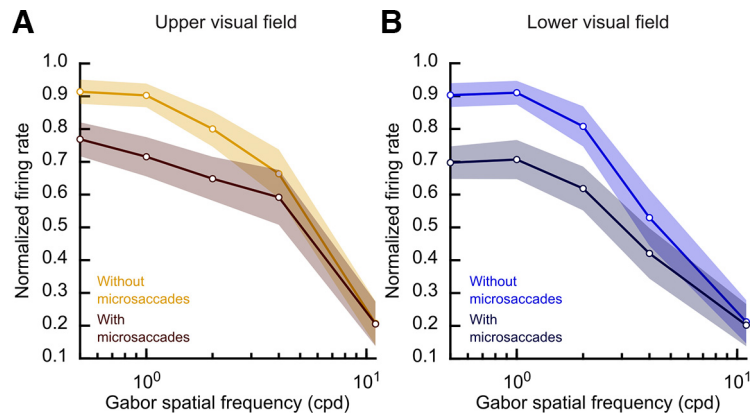 A
Upper visual field
Normalized firing rate
1.0
0.9
0.8
0.7
0.6
0.5
0.4
0.3
0.2
0.1
Without
microsaccades
With
microsaccades
10⁰
10¹
Gabor spatial frequency (cpd)
B
Lower visual field
Normalized firing rate
1.0
0.9
0.8
0.7
0.6
0.5
0.4
0.3
0.2
0.1
Without
microsaccades
With
microsaccades
10⁰
10¹
Gabor spatial frequency (cpd)